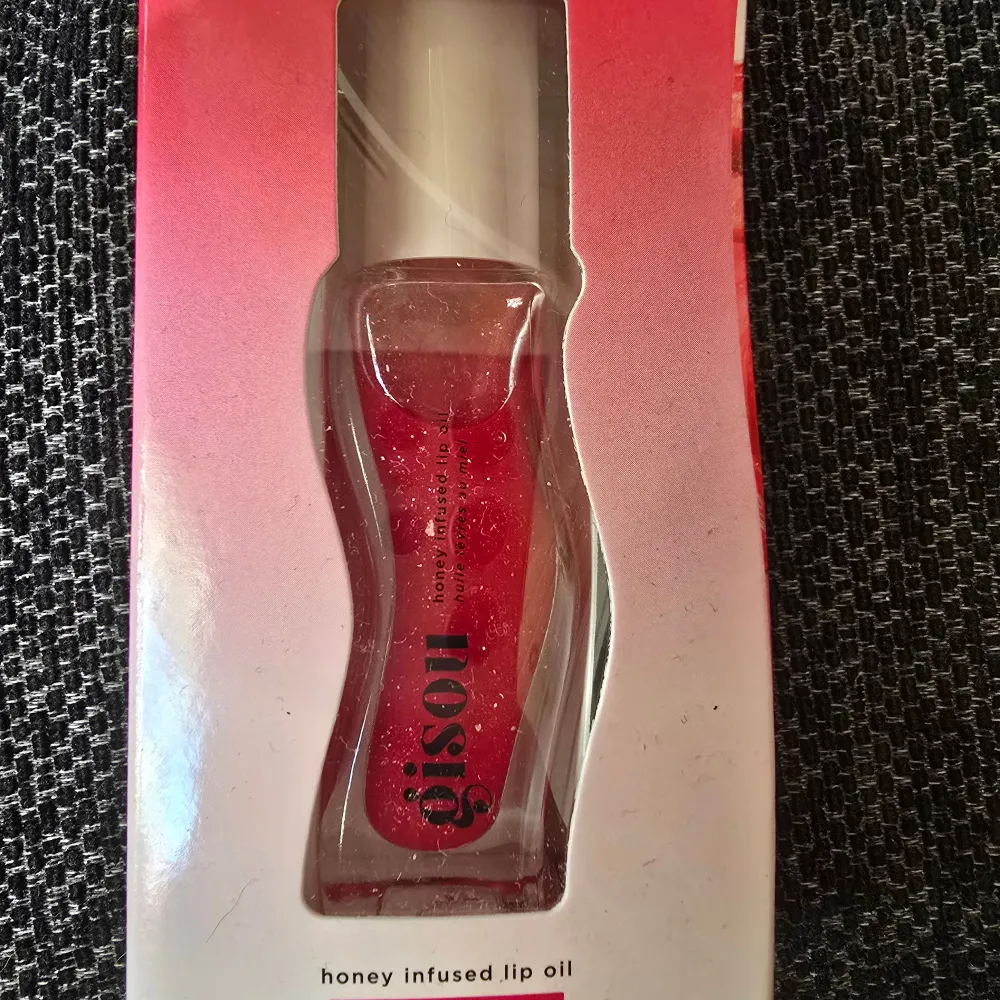 gisou
honey infused lip oil
huile lèvres au miel
honey infused lip oil